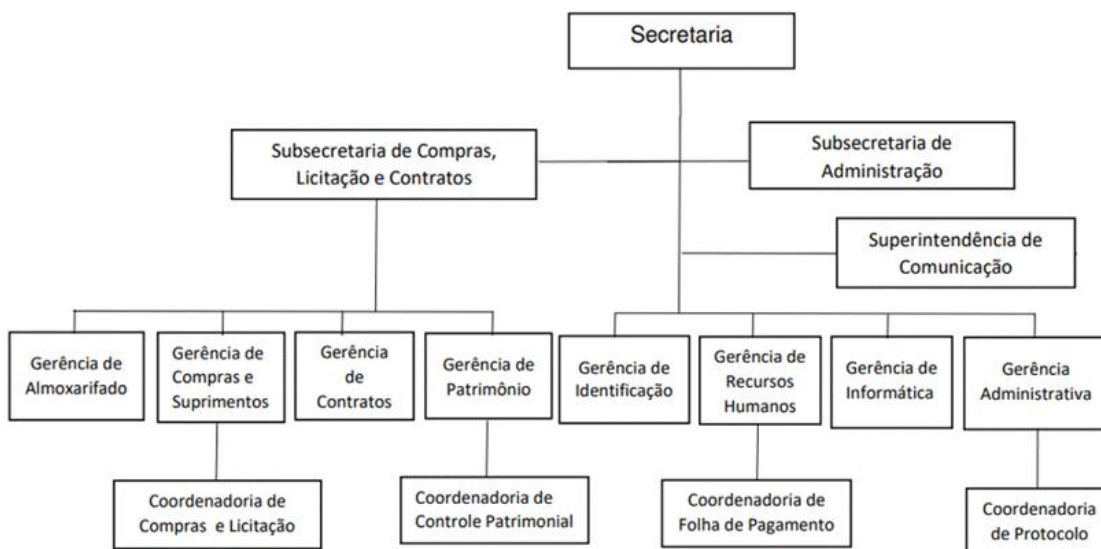 Secretaria
Subsecretaria de Compras,
Licitação e Contratos
Subsecretaria de
Administração
Superintendência de
Comunicação
Gerência de
Almoxarifado
Gerência de
Compras e
Suprimentos
Gerência
de
Contratos
Gerência de
Patrimônio
Gerência de
Identificação
Gerência de
Recursos
Humanos
Gerência de
Informática
Gerência
Administrativa
Coordenadoria de
Compras e Licitação
Coordenadoria de
Controle Patrimonial
Coordenadoria de
Folha de Pagamento
Coordenadoria
de Protocolo